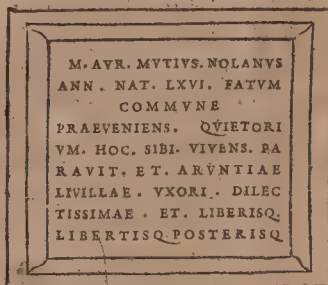 M. AVR. MVTIVS. NOLANVS
ANN. NAT. LXVI. FATVM
COMMVNE
PRAEVENIENS. QVIETORI
VM. HOC. SIBI. VIVENS. PA
RAVIT. ET. ARVNTIAE
LIVILLAE. VXORI. DILEC
TISSIMAE. ET. LIBERISQ.
LIBERTISQ POSTERISQ